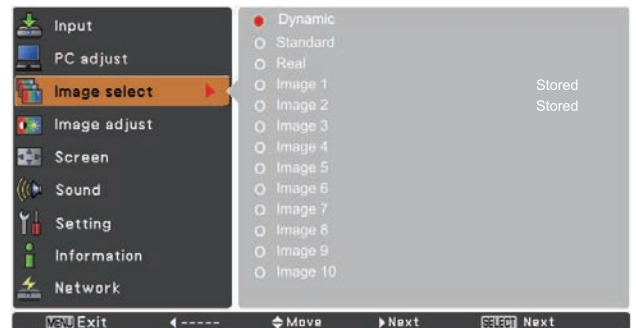 Input
PC adjust
Image select
Image adjust
Screen
Sound
Setting
Information
Network
Dynamic
Standard
Real
Image 1 Stored
Image 2 Stored
Image 3
Image 4
Image 5
Image 6
Image 7
Image 8
Image 9
Image 10
MENU Exit ----- Move Next SELECT Next